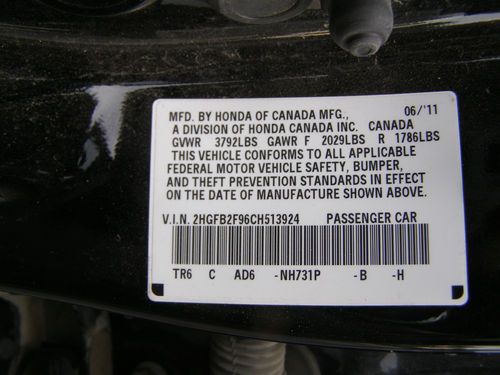 MFD. BY HONDA OF CANADA MFG., 06/'11
A DIVISION OF HONDA CANADA INC. CANADA
GVWR 3792LBS GAWR F 2029LBS R 1786LBS
THIS VEHICLE CONFORMS TO ALL APPLICABLE
FEDERAL MOTOR VEHICLE SAFETY, BUMPER,
AND THEFT PREVENTION STANDARDS IN EFFECT
ON THE DATE OF MANUFACTURE SHOWN ABOVE.
V.I.N. 2HGFB2F96CH513924 PASSENGER CAR
TR6 C AD6 -NH731P -B -H